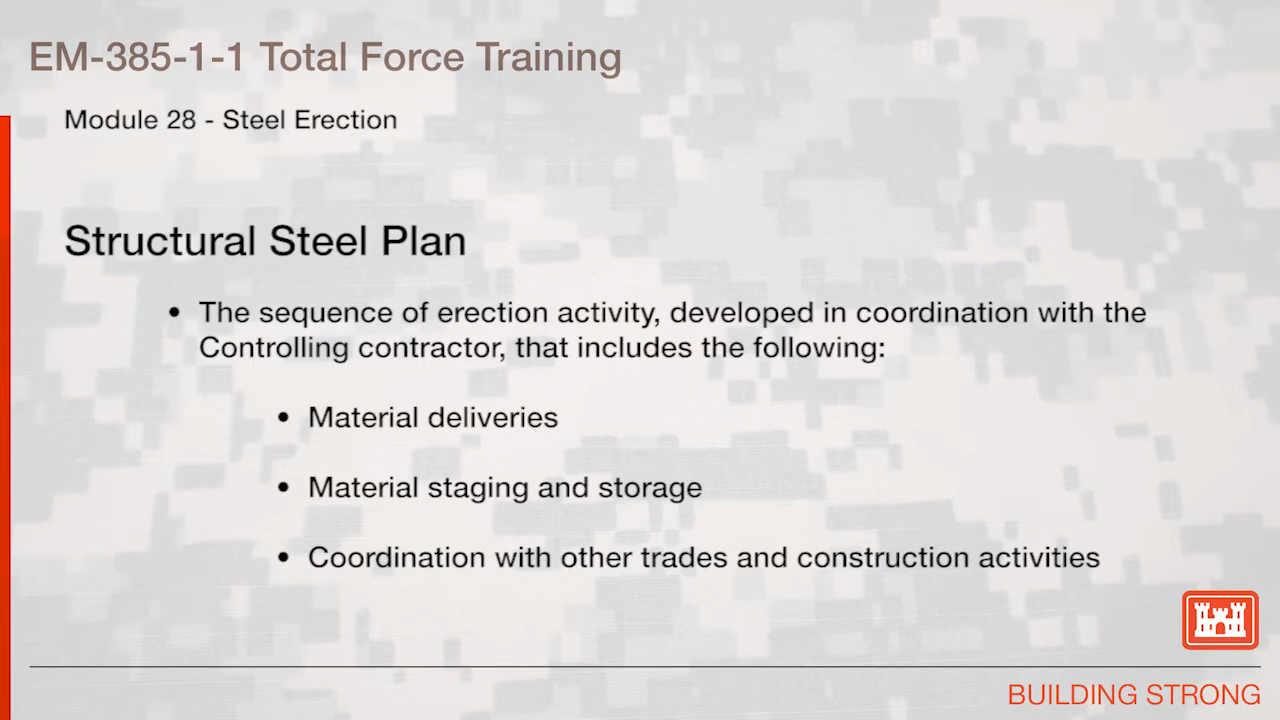 EM-385-1-1 Total Force Training
Module 28 - Steel Erection
Structural Steel Plan
• The sequence of erection activity, developed in coordination with the
Controlling contractor, that includes the following:
• Material deliveries
• Material staging and storage
• Coordination with other trades and construction activities
BUILDING STRONG